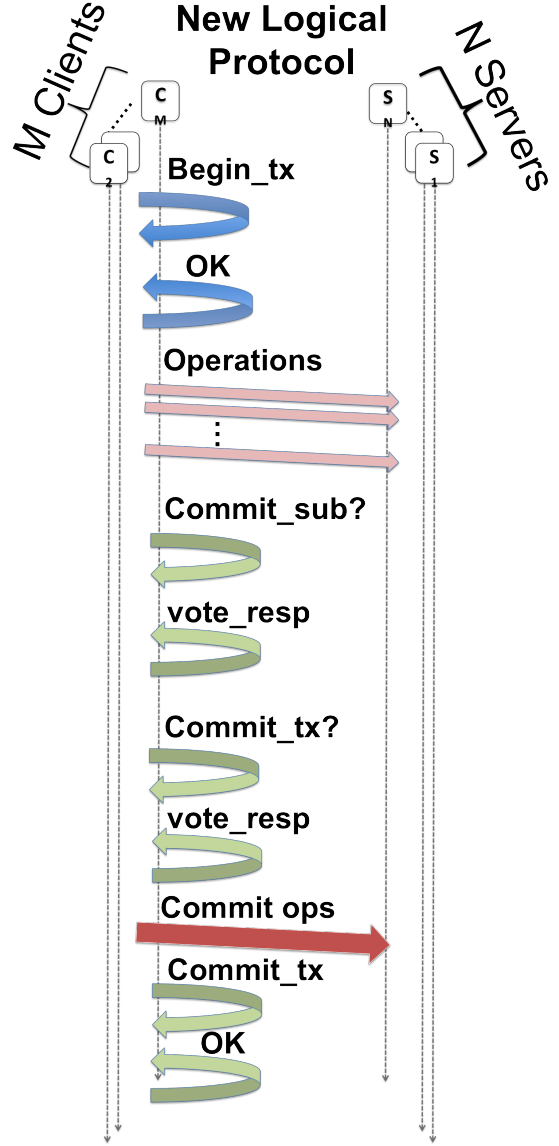 New Logical
Protocol
M Clients
N Servers
C
M
C
2
S
N
S
1
Begin_tx
OK
Operations
Commit_sub?
vote_resp
Commit_tx?
vote_resp
Commit ops
Commit_tx
OK